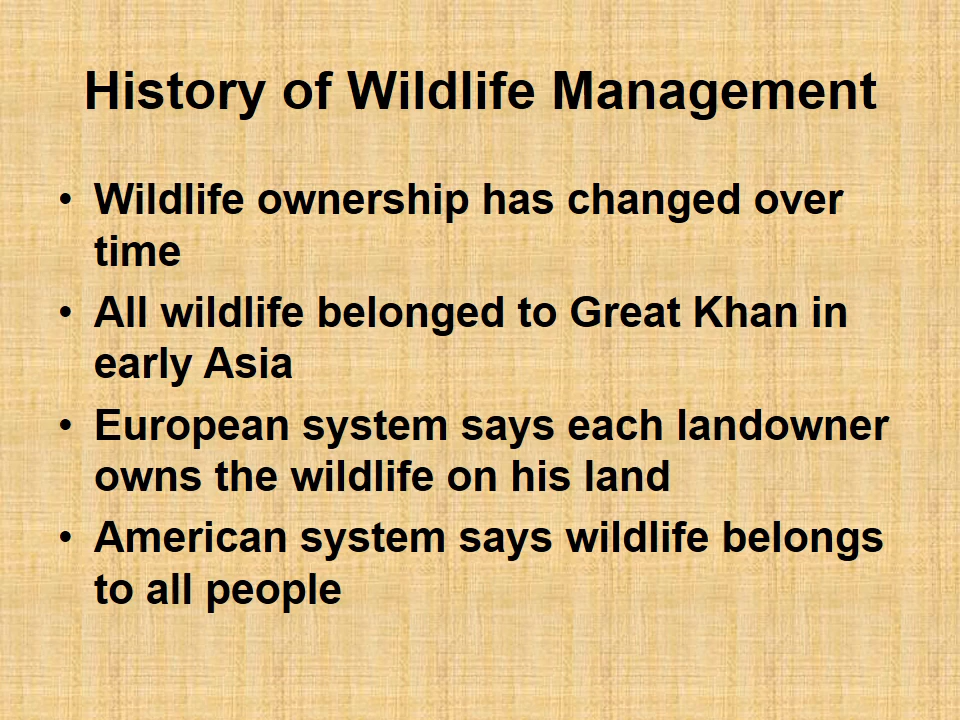 History of Wildlife Management
• Wildlife ownership has changed over
time
• All wildlife belonged to Great Khan in
early Asia
• European system says each landowner
owns the wildlife on his land
• American system says wildlife belongs
to all people